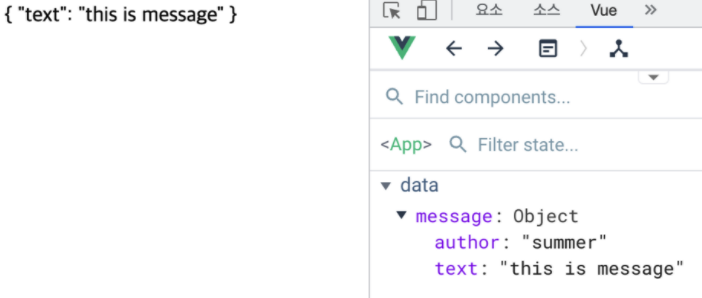 { "text": "this is message" }
요소 소스 Vue »
Find components...
<App> Filter state...
data
message: Object
author: "summer"
text: "this is message"